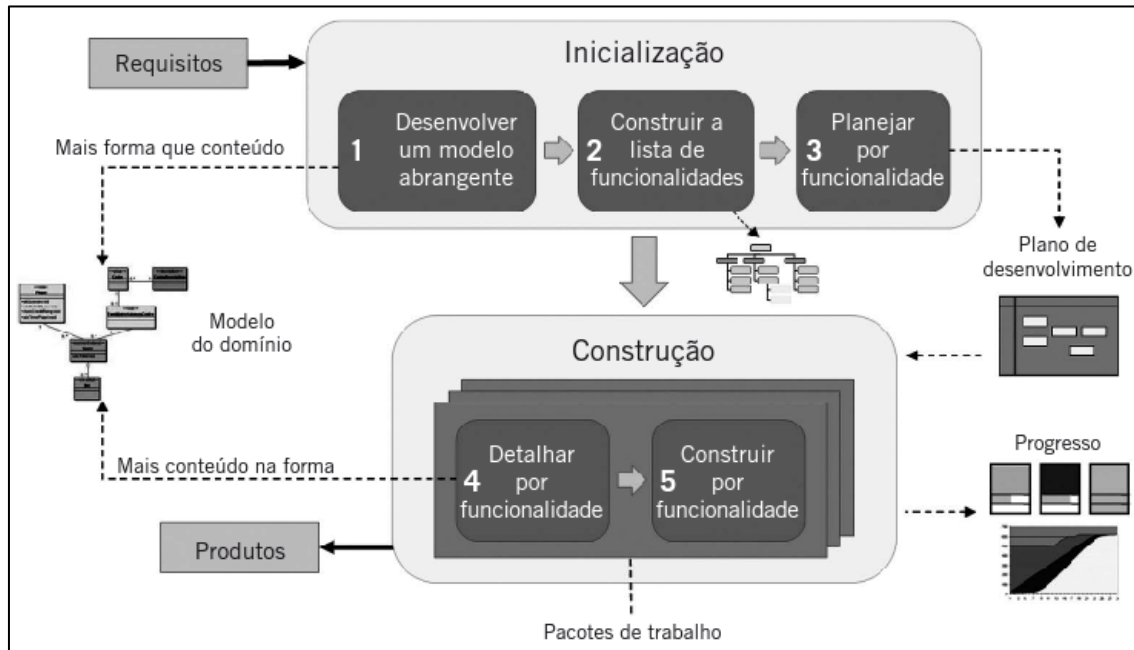 Inicialização
Requisitos
1
Desenvolver
um modelo
abrangente
2
Construir a
lista de
funcionalidades
3
Planejar
por
funcionalidade
Mais forma que conteúdo
Plano de
desenvolvimento
Modelo
do domínio
Construção
4
Detalhar
por
funcionalidade
5
Construir
por
funcionalidade
Mais conteúdo na forma
Progresso
Produtos
Pacotes de trabalho